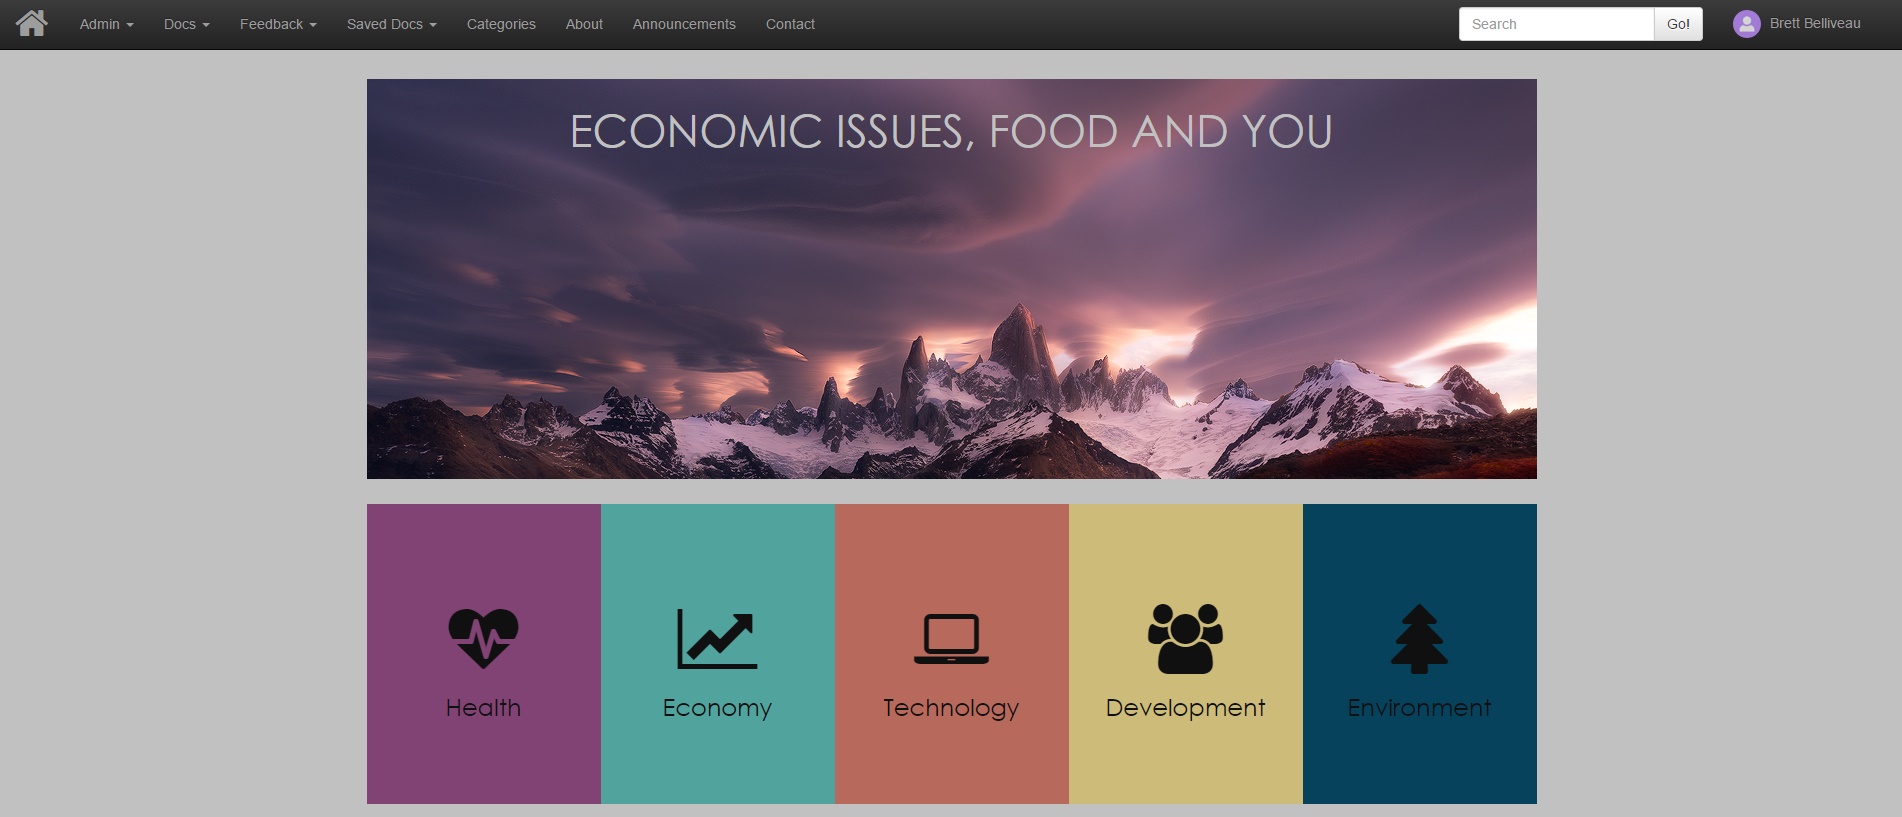 Admin Docs Feedback Saved Docs Categories About Announcements Contact Search Go! Brett Belliveau
ECONOMIC ISSUES, FOOD AND YOU
Health Economy Technology Development Environment